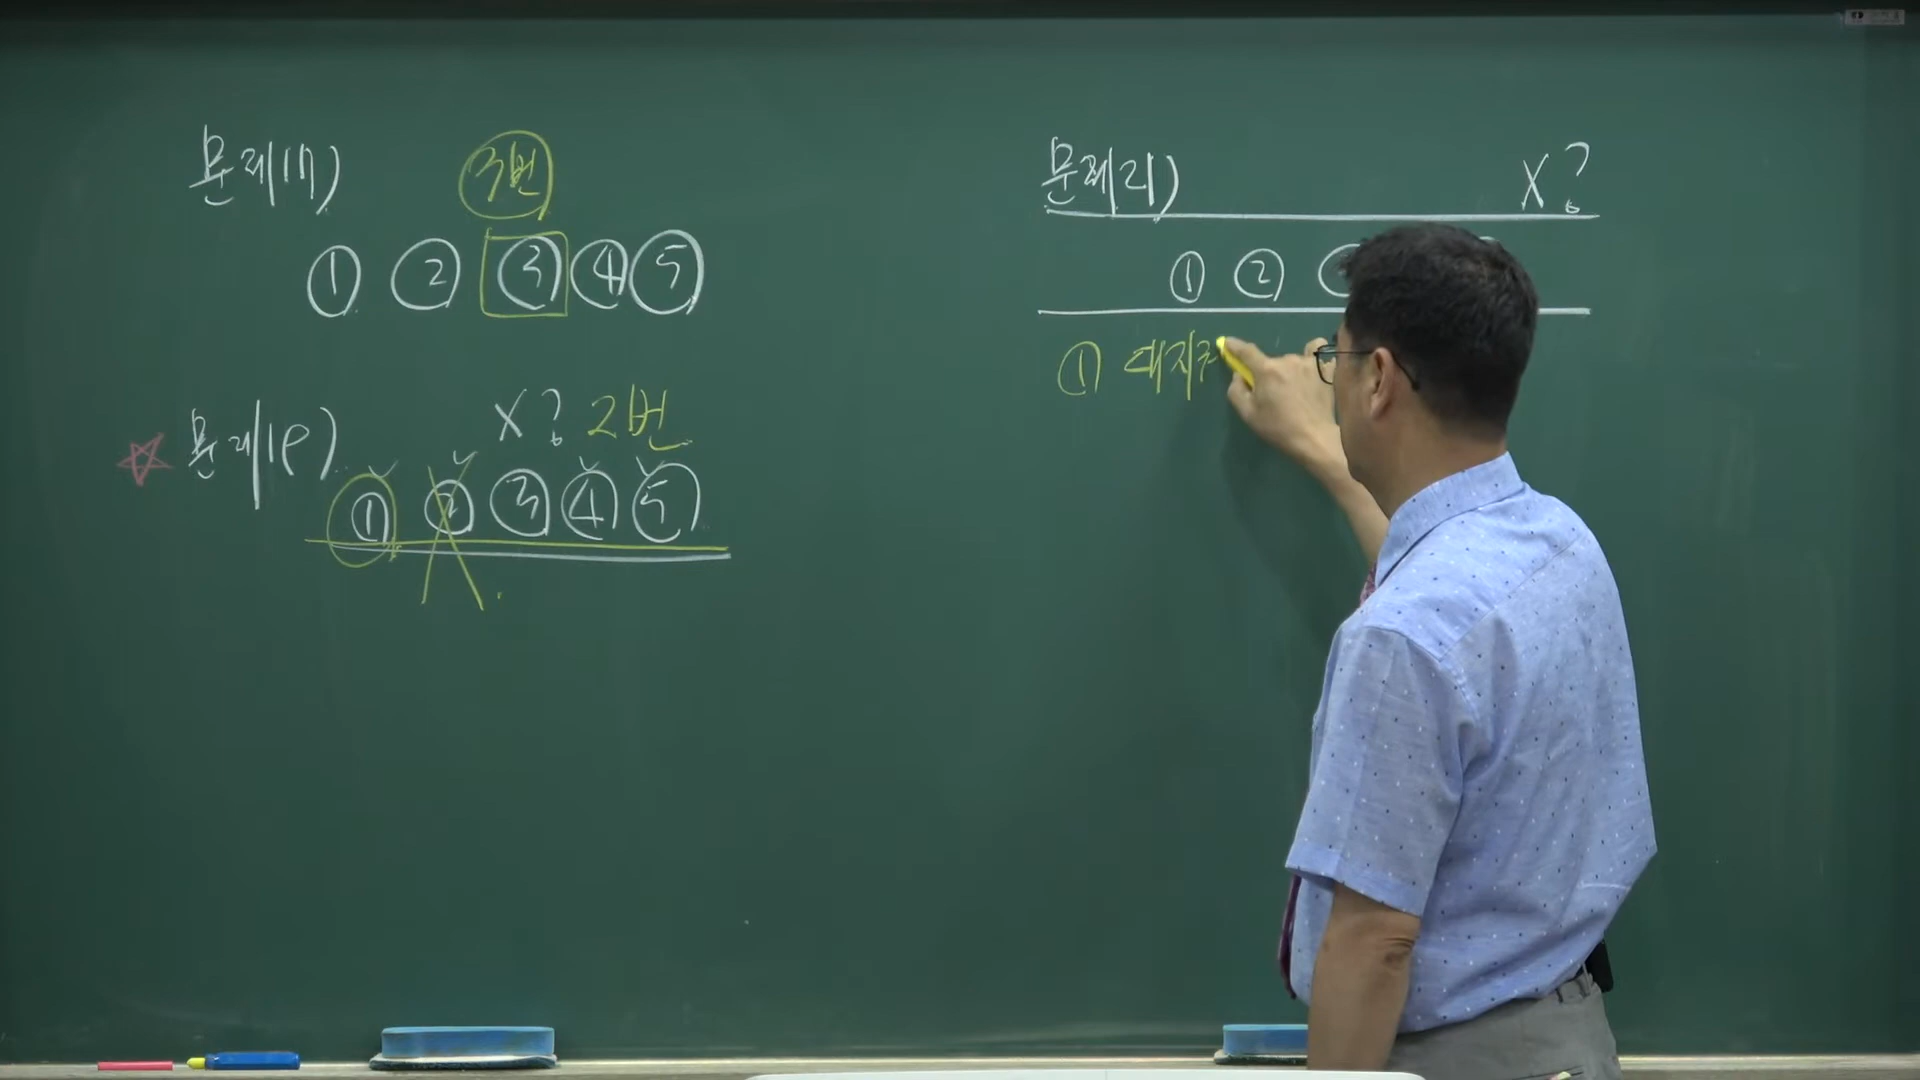 문제17)
3번
① ② ③ ④ ⑤
문제19)
X? 2번
① ② ③ ④ ⑤
문제21)
X?
① ②
① 대지